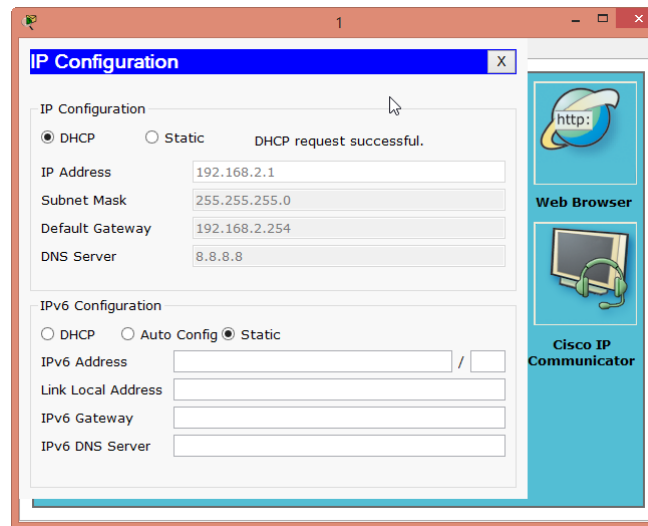 1
IP Configuration
X
IP Configuration
DHCP
Static
DHCP request successful.
IP Address
192.168.2.1
Subnet Mask
255.255.255.0
Default Gateway
192.168.2.254
DNS Server
8.8.8.8
IPv6 Configuration
DHCP
Auto Config
Static
IPv6 Address
/
Link Local Address
IPv6 Gateway
IPv6 DNS Server
http:
Web Browser
Cisco IP
Communicator